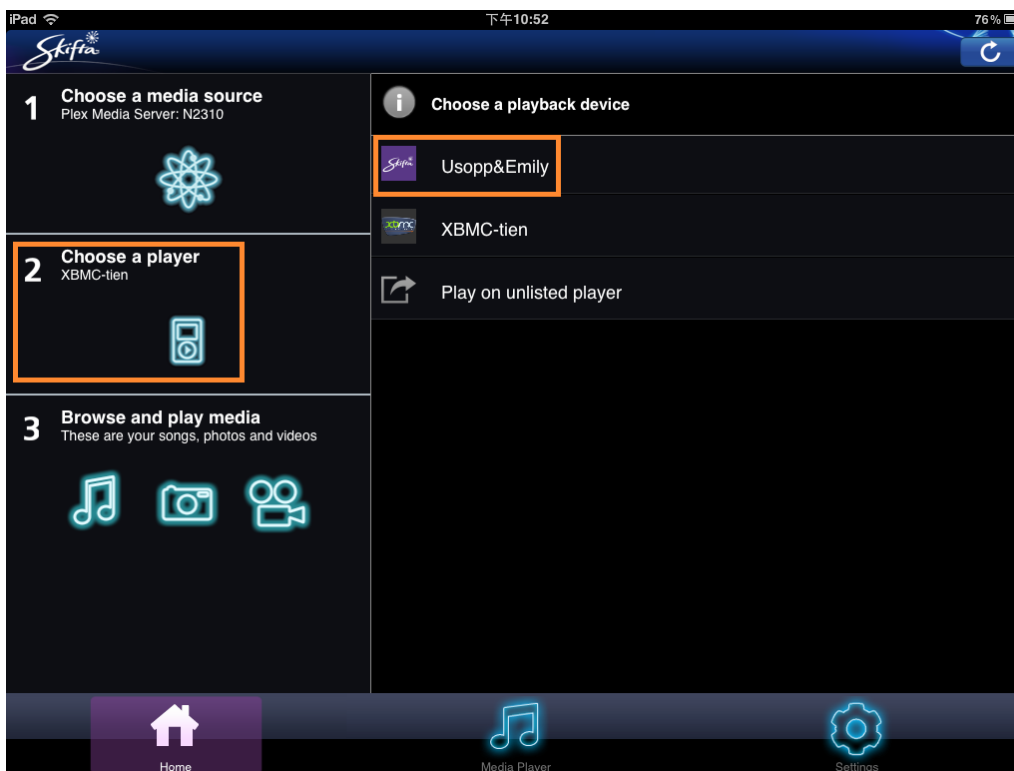 iPad 下午10:52 76%
Skifta
1 Choose a media source
Plex Media Server: N2310
2 Choose a player
XBMC-tien
3 Browse and play media
These are your songs, photos and videos
i Choose a playback device
Skifta Usopp&Emily
xbmc XBMC-tien
Play on unlisted player
Home Media Player Settings